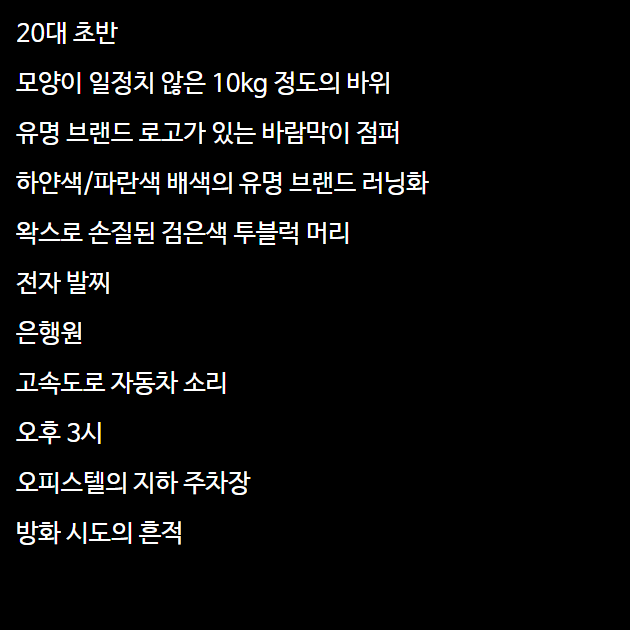 20대 초반
모양이 일정치 않은 10kg 정도의 바위
유명 브랜드 로고가 있는 바람막이 점퍼
하얀색/파란색 배색의 유명 브랜드 러닝화
왁스로 손질된 검은색 투블럭 머리
전자 발찌
은행원
고속도로 자동차 소리
오후 3시
오피스텔의 지하 주차장
방화 시도의 흔적